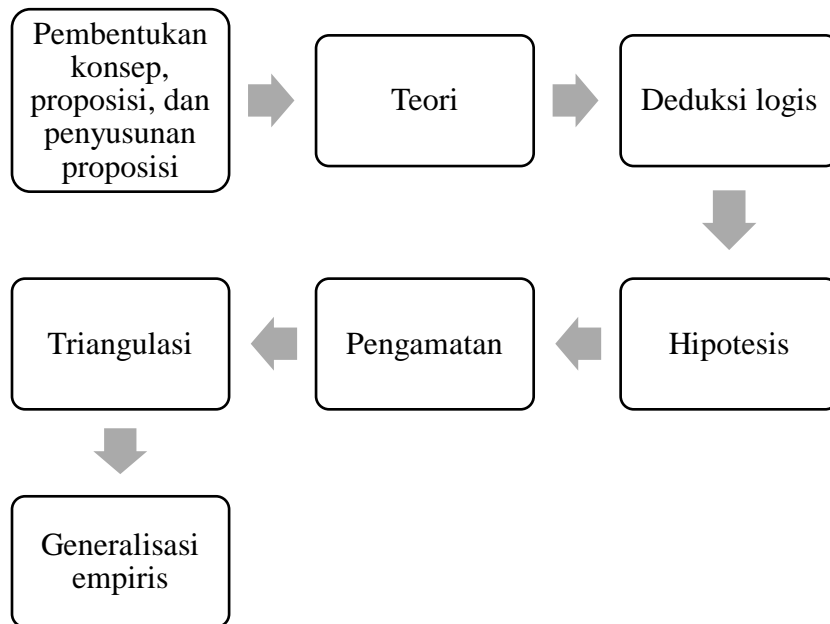 Pembentukan
konsep,
proposisi, dan
penyusunan
proposisi
Teori
Deduksi logis
Hipotesis
Pengamatan
Triangulasi
Generalisasi
empiris